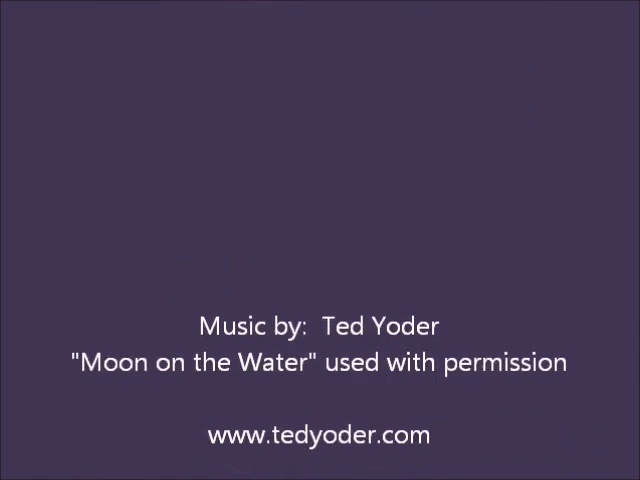 Music by:  Ted Yoder
"Moon on the Water" used with permission
www.tedyoder.com